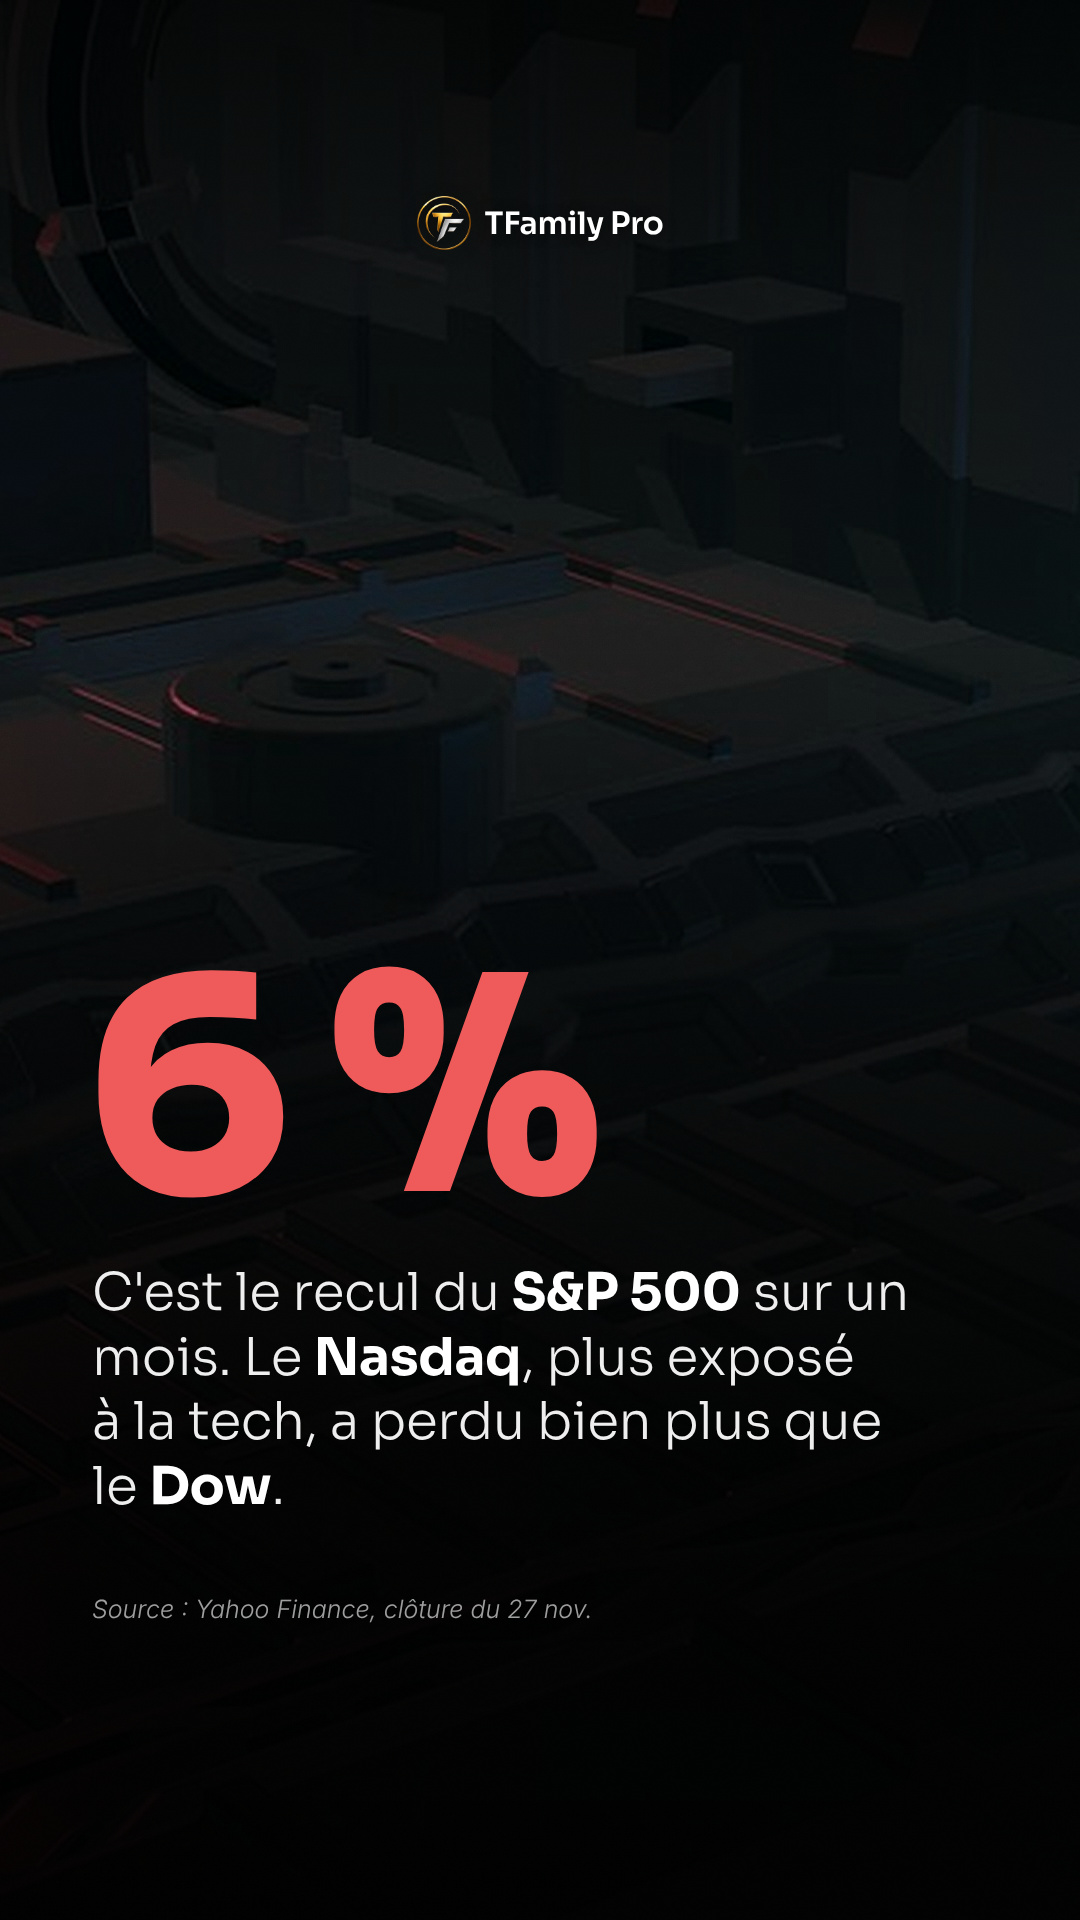 TFamily Pro
6 %
C'est le recul du S&P 500 sur un
mois. Le Nasdaq, plus exposé
à la tech, a perdu bien plus que
le Dow.
Source : Yahoo Finance, clôture du 27 nov.